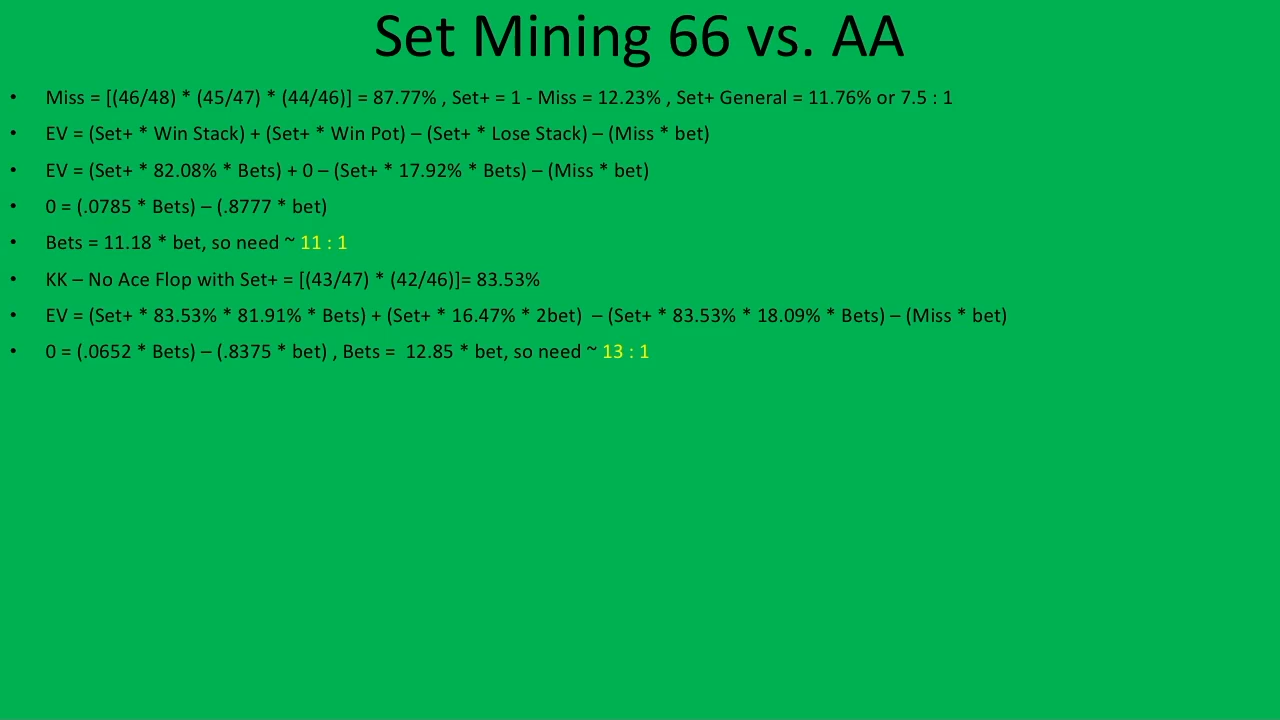 Set Mining 66 vs. AA
• Miss = [(46/48) * (45/47) * (44/46)] = 87.77% , Set+ = 1 - Miss = 12.23% , Set+ General = 11.76% or 7.5 : 1
• EV = (Set+ * Win Stack) + (Set+ * Win Pot) – (Set+ * Lose Stack) – (Miss * bet)
• EV = (Set+ * 82.08% * Bets) + 0 – (Set+ * 17.92% * Bets) – (Miss * bet)
• 0 = (.0785 * Bets) – (.8777 * bet)
• Bets = 11.18 * bet, so need ~ 11 : 1
• KK – No Ace Flop with Set+ = [(43/47) * (42/46)]= 83.53%
• EV = (Set+ * 83.53% * 81.91% * Bets) + (Set+ * 16.47% * 2bet)  – (Set+ * 83.53% * 18.09% * Bets) – (Miss * bet)
• 0 = (.0652 * Bets) – (.8375 * bet) , Bets =  12.85 * bet, so need ~ 13 : 1